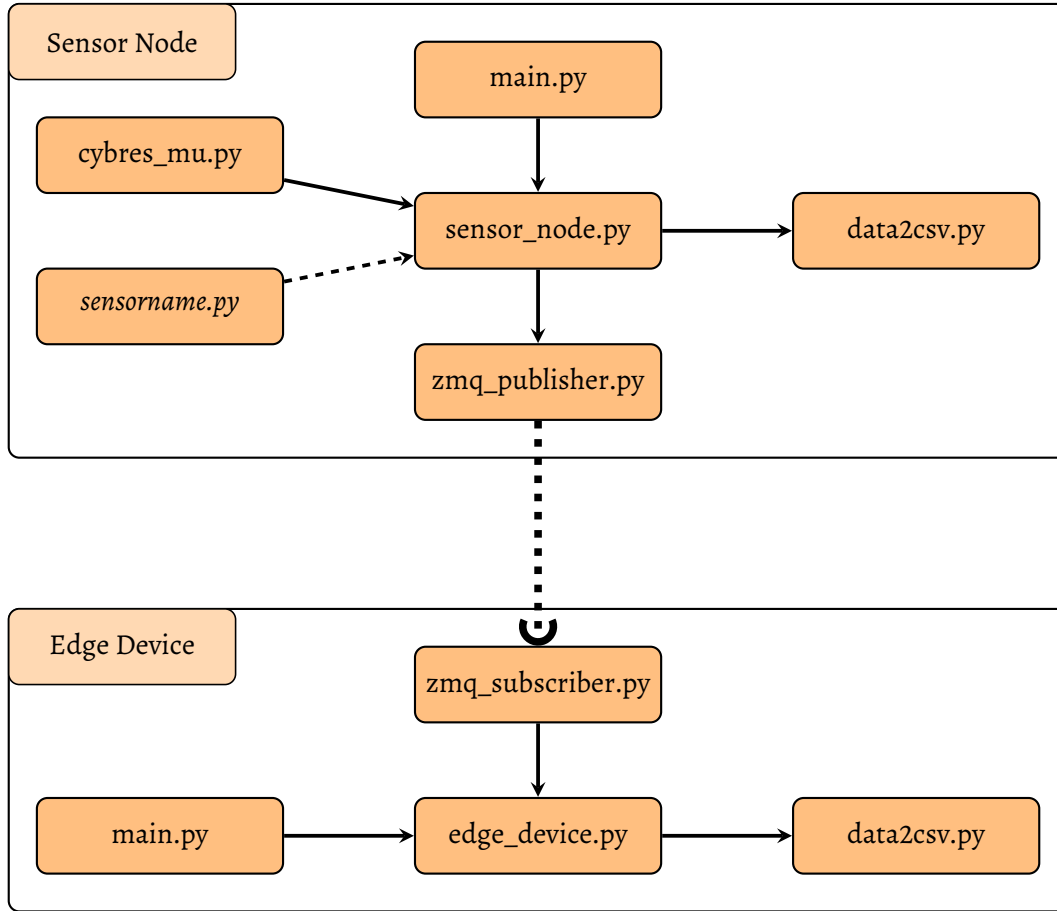 Sensor Node
main.py
cybres_mu.py
sensor_node.py
data2csv.py
sensorname.py
zmq_publisher.py
Edge Device
zmq_subscriber.py
main.py
edge_device.py
data2csv.py